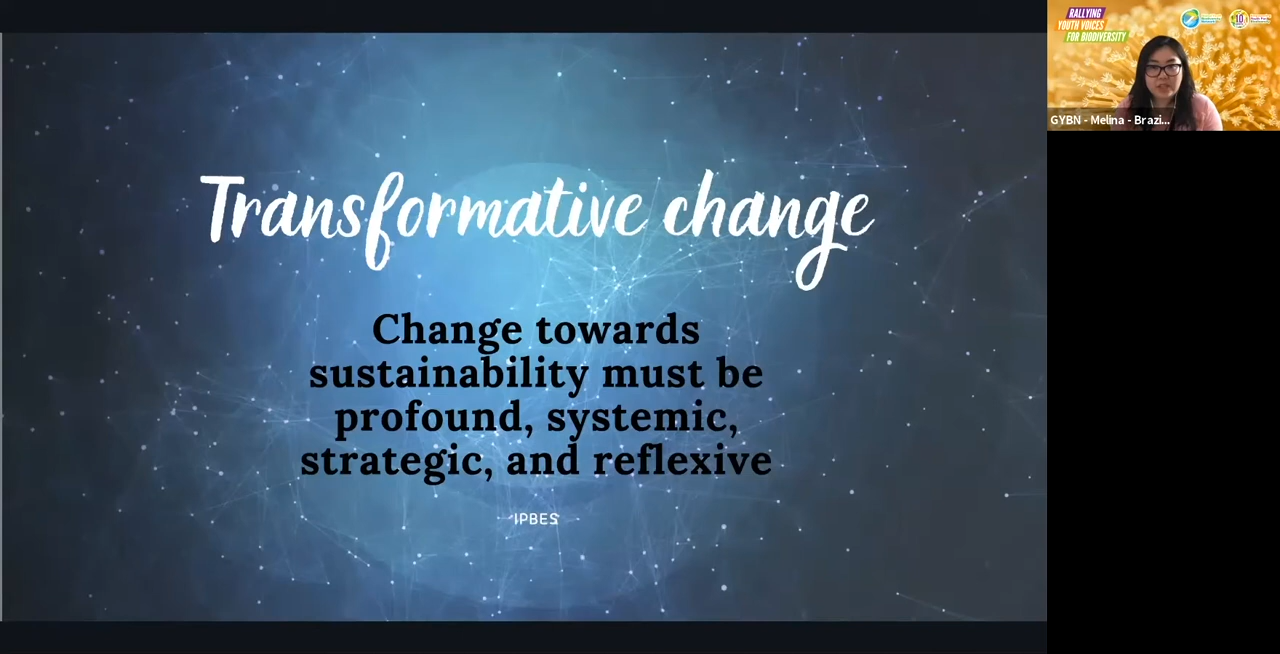 Transformative change
Change towards
sustainability must be
profound, systemic,
strategic, and reflexive
IPBES
RALLYING
YOUTH VOICES
FOR BIODIVERSITY
GYBN - Melina - Brazi...